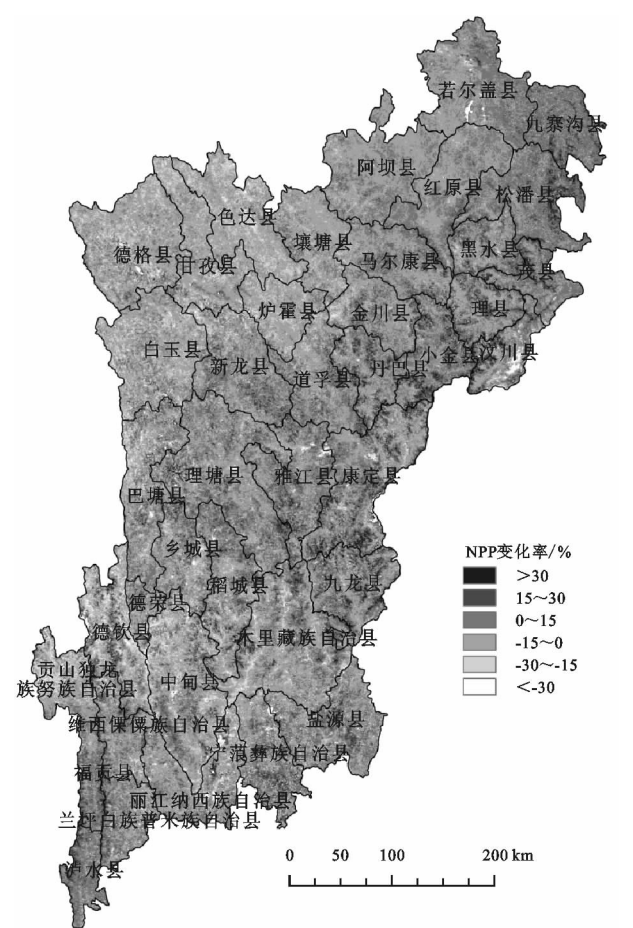 若尔盖县
九寨沟县
阿坝县
红原县
松潘县
色达县
壤塘县
黑水县
德格县
甘孜县
马尔康县
茂县
炉霍县
金川县
理县
白玉县
新龙县
道孚县
丹巴县
小金县
汶川县
理塘县
雅江县
康定县
巴塘县
乡城县
稻城县
九龙县
德荣县
德钦县
木里藏族自治县
贡山独龙
族努族自治县
中甸县
维西傈僳族自治县
盐源县
宁蒗彝族自治县
福贡县
丽江纳西族自治县
兰坪白族普米族自治县
泸水县
NPP变化率/%
>30
15~30
0~15
-15~0
-30~-15
<-30
0 50 100 200 km